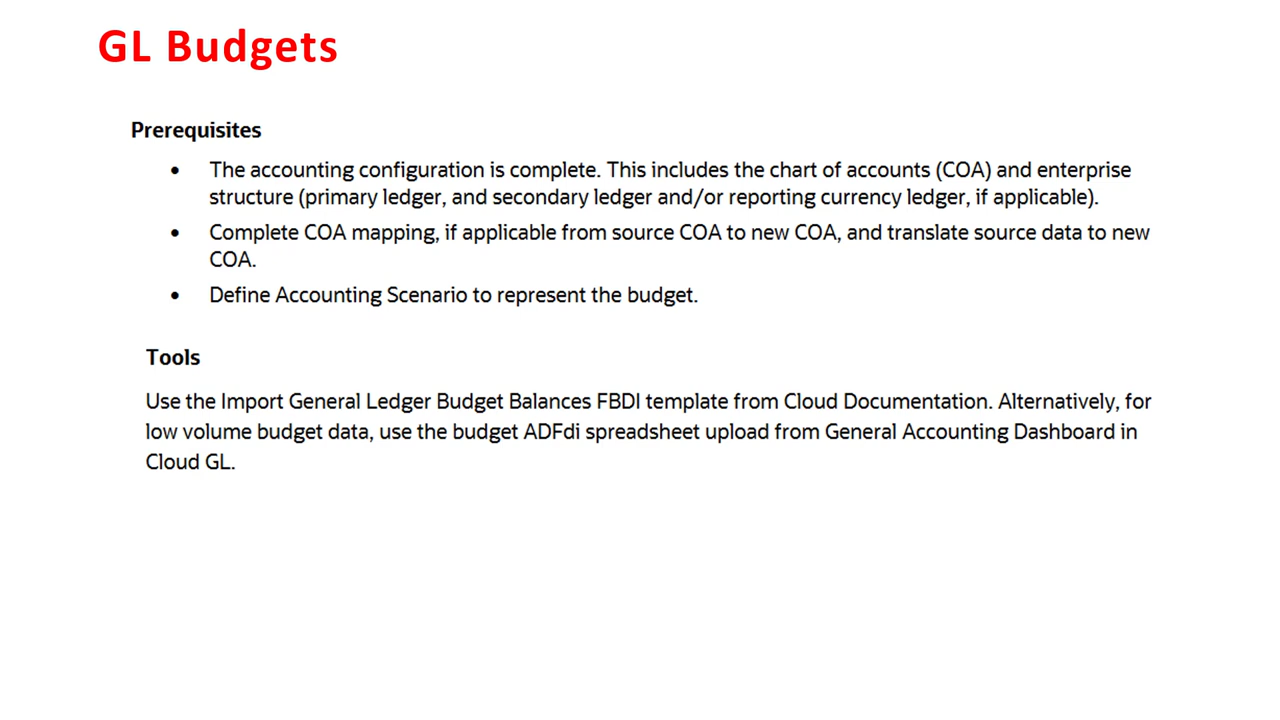 GL Budgets
Prerequisites
• The accounting configuration is complete. This includes the chart of accounts (COA) and enterprise
structure (primary ledger, and secondary ledger and/or reporting currency ledger, if applicable).
• Complete COA mapping, if applicable from source COA to new COA, and translate source data to new
COA.
• Define Accounting Scenario to represent the budget.
Tools
Use the Import General Ledger Budget Balances FBDI template from Cloud Documentation. Alternatively, for
low volume budget data, use the budget ADFdi spreadsheet upload from General Accounting Dashboard in
Cloud GL.